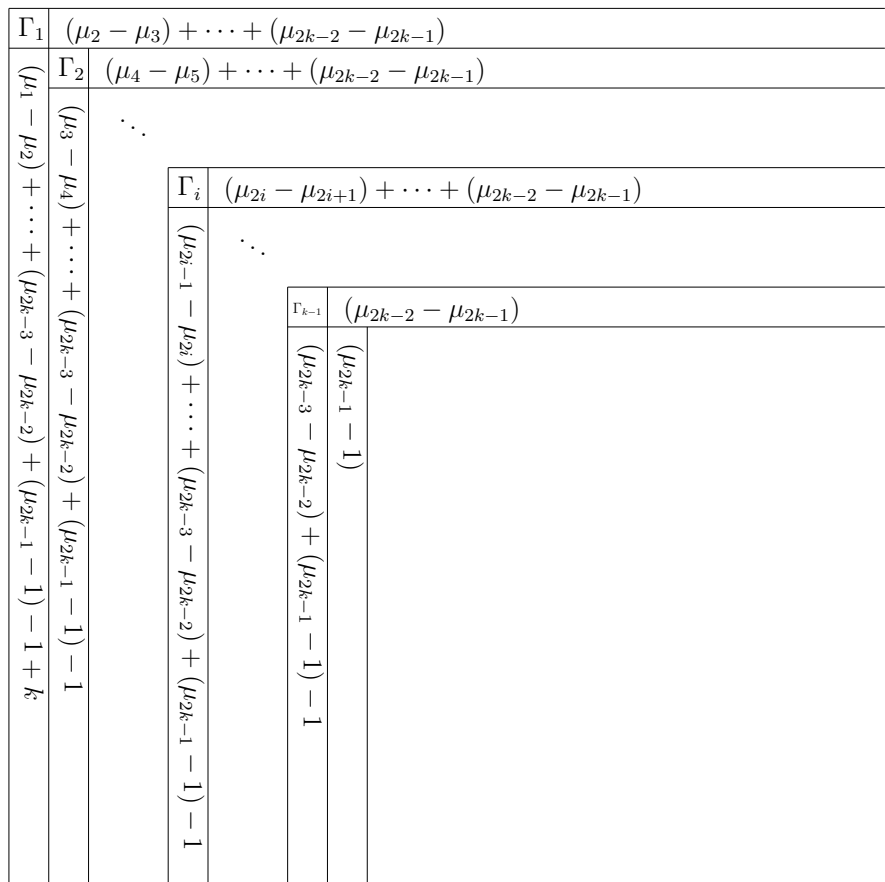 Γ₁ (μ₂ − μ₃) + ⋯ + (μ₂ₖ₋₂ − μ₂ₖ₋₁)
(μ₁ − μ₂) + ⋯ + (μ₂ₖ₋₃ − μ₂ₖ₋₂) + (μ₂ₖ₋₁ − 1) − 1 + k
Γ₂ (μ₄ − μ₅) + ⋯ + (μ₂ₖ₋₂ − μ₂ₖ₋₁)
(μ₃ − μ₄) + ⋯ + (μ₂ₖ₋₃ − μ₂ₖ₋₂) + (μ₂ₖ₋₁ − 1) − 1
⋱
Γᵢ (μ₂ᵢ − μ₂ᵢ₊₁) + ⋯ + (μ₂ₖ₋₂ − μ₂ₖ₋₁)
(μ₂ᵢ₋₁ − μ₂ᵢ) + ⋯ + (μ₂ₖ₋₃ − μ₂ₖ₋₂) + (μ₂ₖ₋₁ − 1) − 1
⋱
Γₖ₋₁ (μ₂ₖ₋₂ − μ₂ₖ₋₁)
(μ₂ₖ₋₃ − μ₂ₖ₋₂) + (μ₂ₖ₋₁ − 1) − 1
(μ₂ₖ₋₁ − 1)